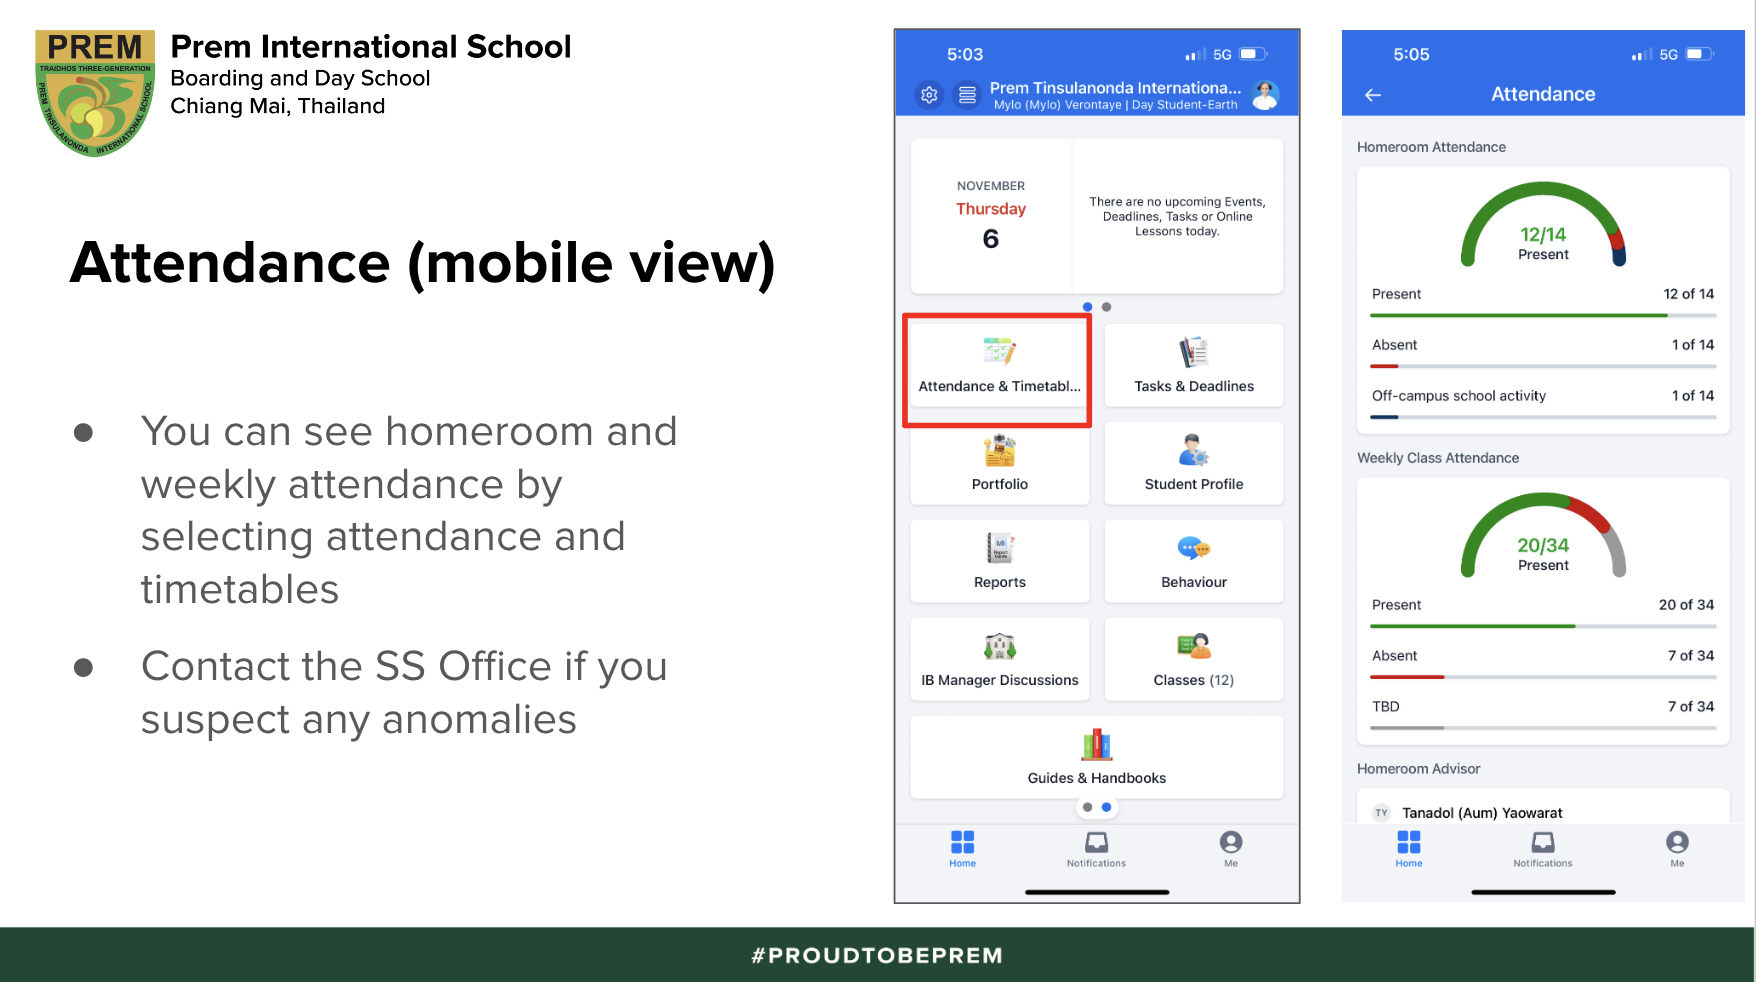 PREM
TRAIDHOS THREE-GENERATION
PREM TINSULANONDA INTERNATIONAL SCHOOL
Prem International School
Boarding and Day School
Chiang Mai, Thailand
Attendance (mobile view)
● You can see homeroom and
weekly attendance by
selecting attendance and
timetables
● Contact the SS Office if you
suspect any anomalies
5:03
5G
Prem Tinsulanonda Internationa...
Mylo (Mylo) Verontaye | Day Student-Earth
NOVEMBER
Thursday
6
There are no upcoming Events,
Deadlines, Tasks or Online
Lessons today.
Attendance & Timetabl...
Tasks & Deadlines
Portfolio
Student Profile
Reports
Behaviour
IB Manager Discussions
Classes (12)
Guides & Handbooks
Home
Notifications
Me
5:05
5G
Attendance
Homeroom Attendance
12/14
Present
Present 12 of 14
Absent 1 of 14
Off-campus school activity 1 of 14
Weekly Class Attendance
20/34
Present
Present 20 of 34
Absent 7 of 34
TBD 7 of 34
Homeroom Advisor
TY Tanadol (Aum) Yaowarat
Home
Notifications
Me
#PROUDTOBEPREM